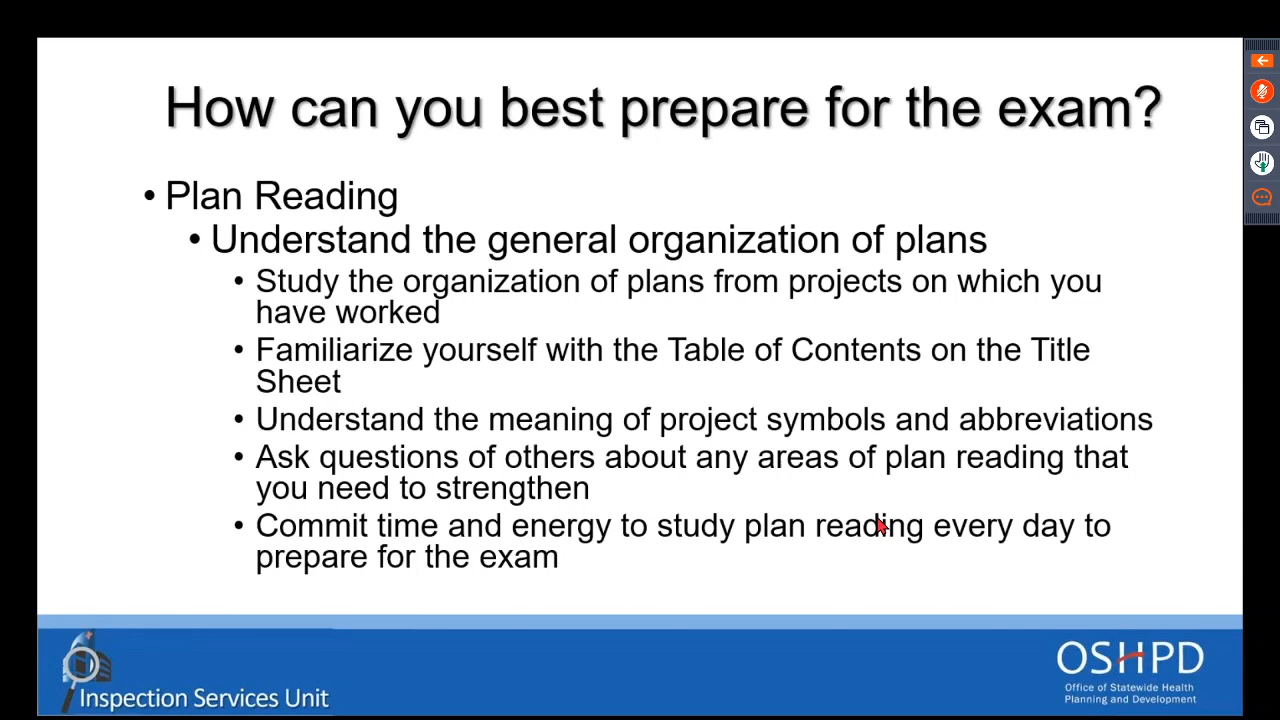 How can you best prepare for the exam?
• Plan Reading
• Understand the general organization of plans
• Study the organization of plans from projects on which you
have worked
• Familiarize yourself with the Table of Contents on the Title
Sheet
• Understand the meaning of project symbols and abbreviations
• Ask questions of others about any areas of plan reading that
you need to strengthen
• Commit time and energy to study plan reading every day to
prepare for the exam
Inspection Services Unit
OSHPD
Office of Statewide Health
Planning and Development